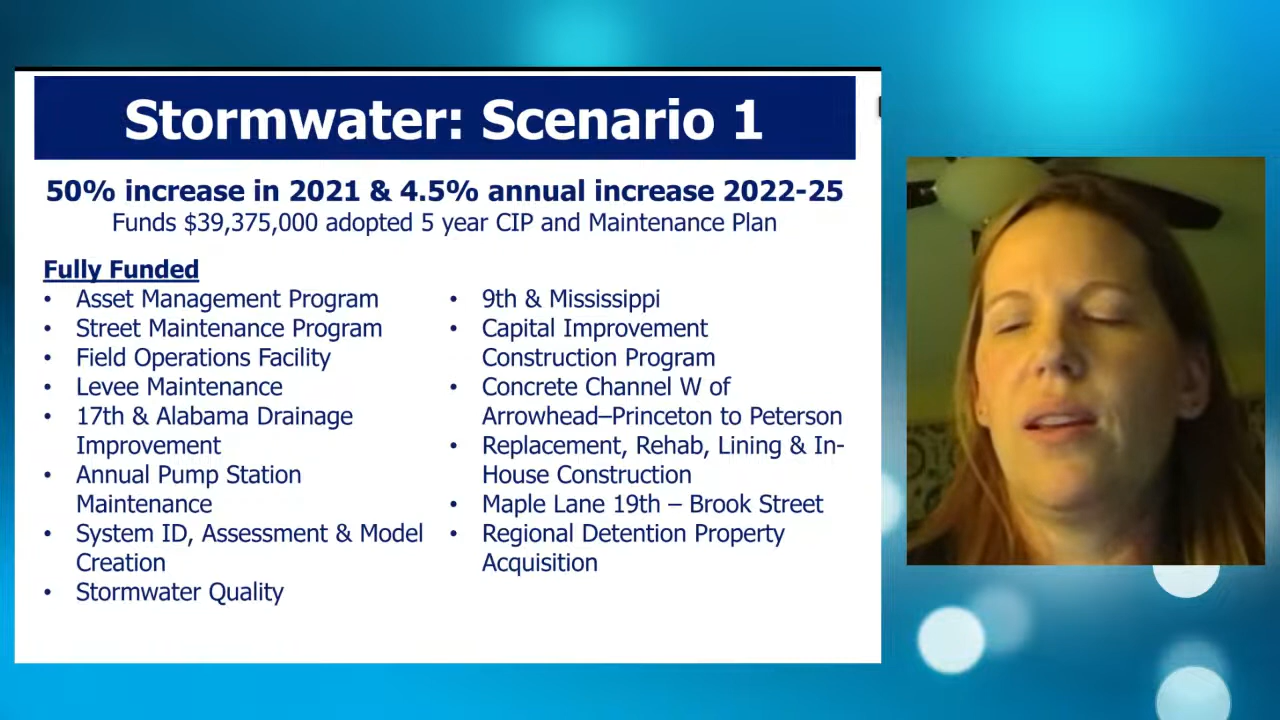 Stormwater: Scenario 1
50% increase in 2021 & 4.5% annual increase 2022-25
Funds $39,375,000 adopted 5 year CIP and Maintenance Plan
Fully Funded
• Asset Management Program
• Street Maintenance Program
• Field Operations Facility
• Levee Maintenance
• 17th & Alabama Drainage
Improvement
• Annual Pump Station
Maintenance
• System ID, Assessment & Model
Creation
• Stormwater Quality
• 9th & Mississippi
• Capital Improvement
Construction Program
• Concrete Channel W of
Arrowhead–Princeton to Peterson
• Replacement, Rehab, Lining & In-
House Construction
• Maple Lane 19th – Brook Street
• Regional Detention Property
Acquisition